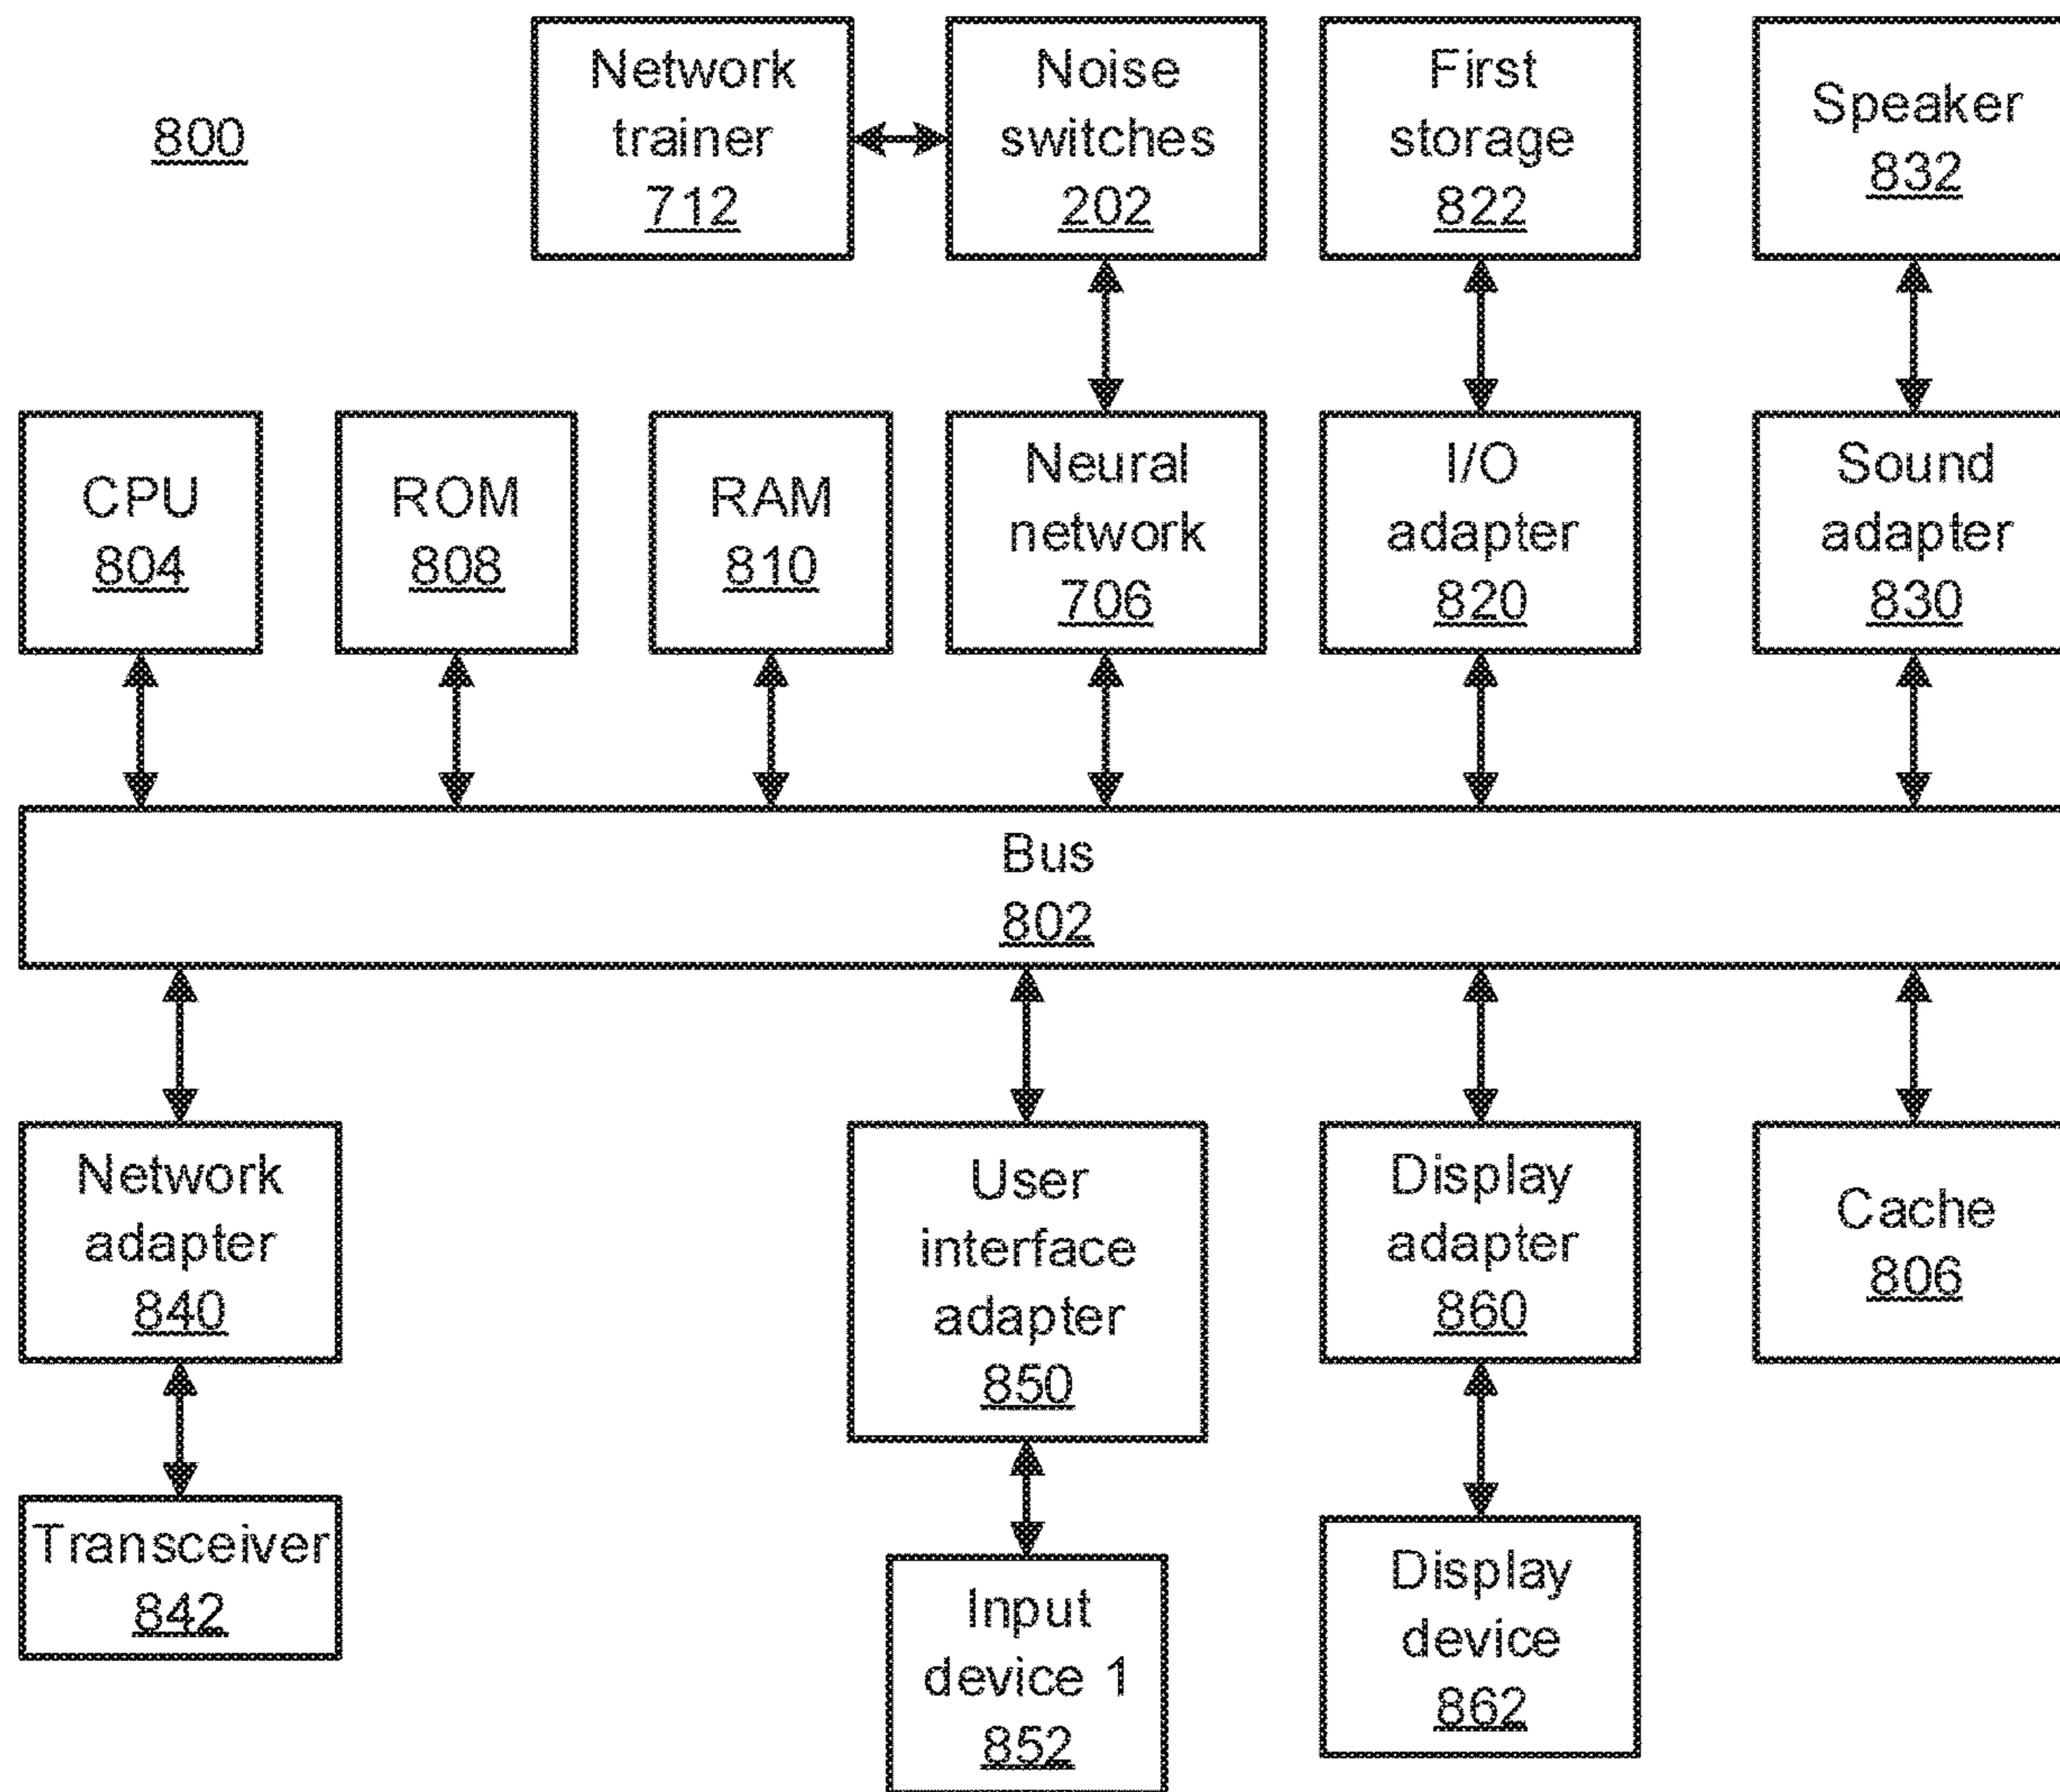 800
Network
trainer
712
Noise
switches
202
First
storage
822
Speaker
832
CPU
804
ROM
808
RAM
810
Neural
network
706
I/O
adapter
820
Sound
adapter
830
Bus
802
Network
adapter
840
User
interface
adapter
850
Display
adapter
860
Cache
806
Transceiver
842
Input
device 1
852
Display
device
862